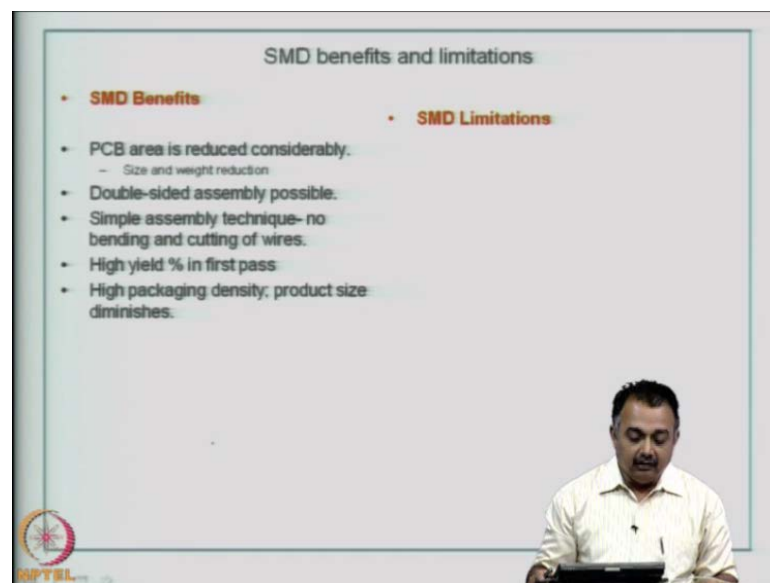 SMD benefits and limitations
• SMD Benefits
• PCB area is reduced considerably.
– Size and weight reduction
• Double-sided assembly possible.
• Simple assembly technique- no
bending and cutting of wires.
• High yield % in first pass
• High packaging density; product size
diminishes.
• SMD Limitations
NPTEL